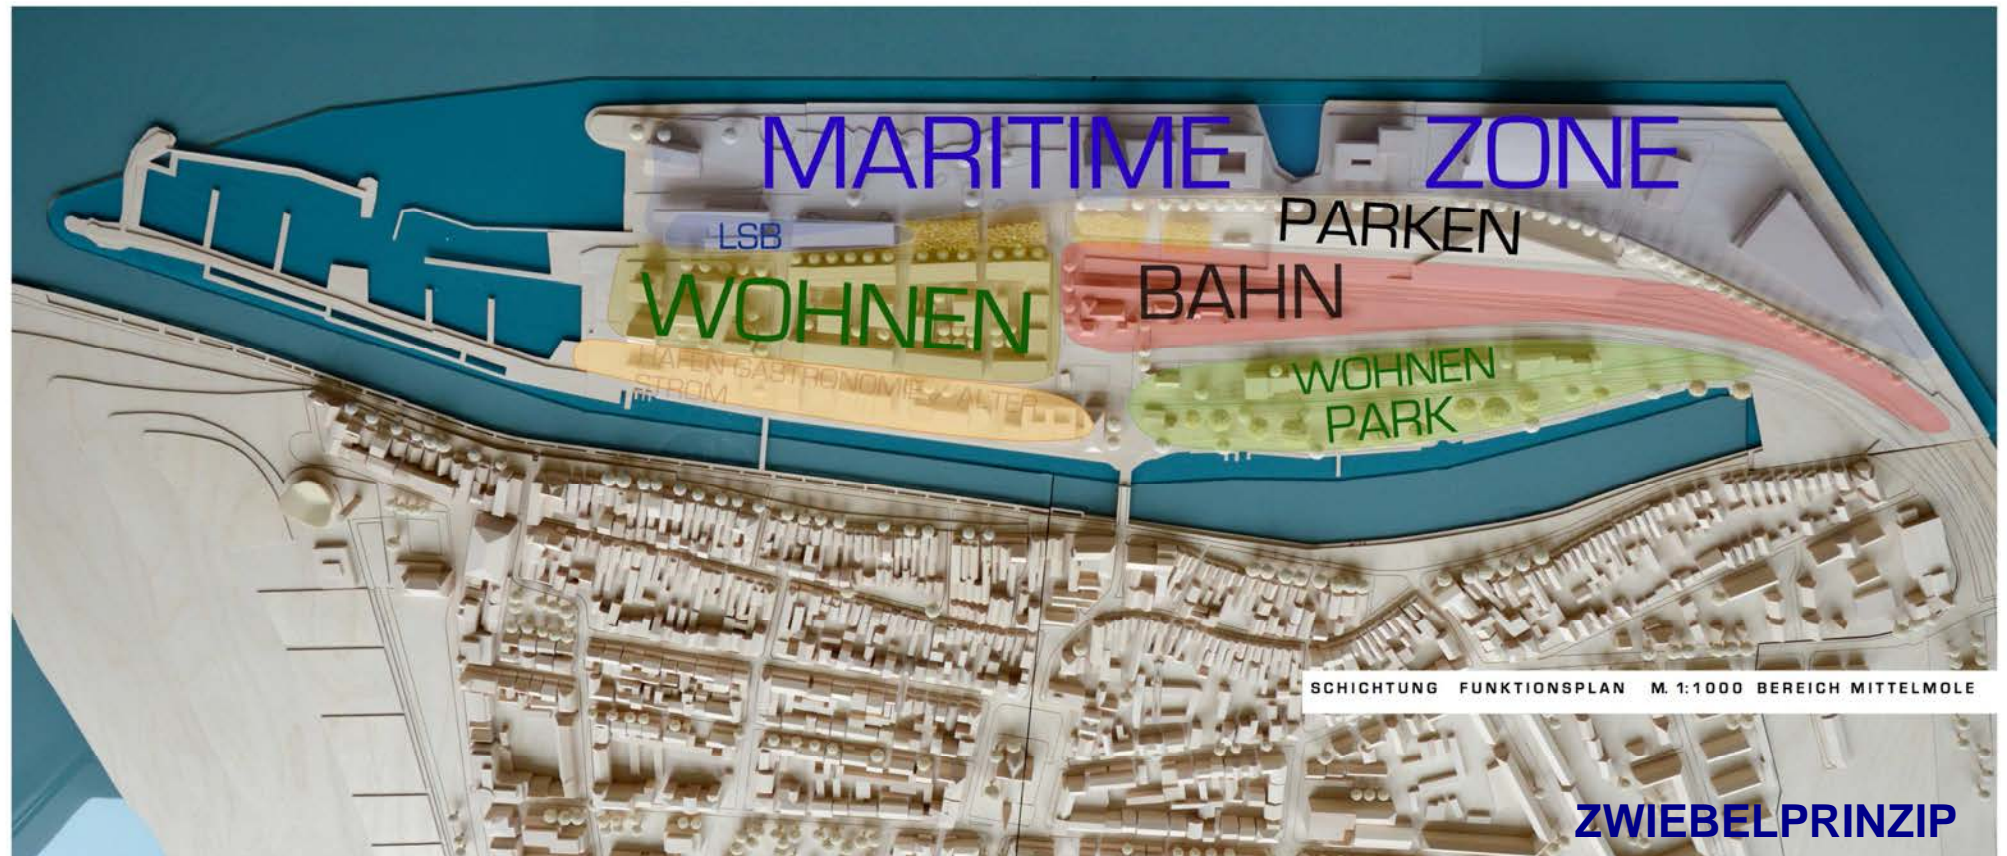 MARITIME ZONE
PARKEN
LSB
BAHN
WOHNEN
WOHNEN
PARK
HAFEN GASTRONOMIE / ALTER
STROM
SCHICHTUNG FUNKTIONSPLAN M. 1:1000 BEREICH MITTELMOLE
ZWIEBELPRINZIP